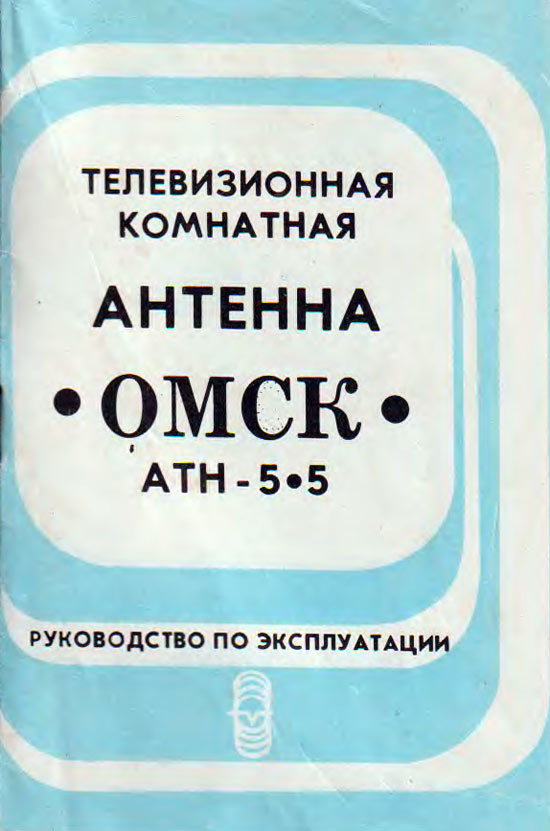 ТЕЛЕВИЗИОННАЯ
КОМНАТНАЯ
АНТЕННА
•ОМСК•
АТН-5•5
РУКОВОДСТВО ПО ЭКСПЛУАТАЦИИ